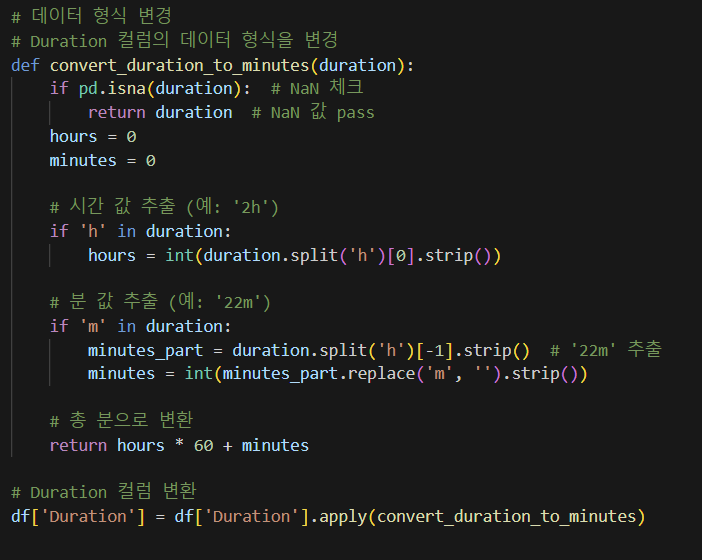 # 데이터 형식 변경
# Duration 컬럼의 데이터 형식을 변경
def convert_duration_to_minutes(duration):
    if pd.isna(duration):  # NaN 체크
        return duration  # NaN 값 pass
    hours = 0
    minutes = 0

    # 시간 값 추출 (예: '2h')
    if 'h' in duration:
        hours = int(duration.split('h')[0].strip())

    # 분 값 추출 (예: '22m')
    if 'm' in duration:
        minutes_part = duration.split('h')[-1].strip()  # '22m' 추출
        minutes = int(minutes_part.replace('m', '').strip())

    # 총 분으로 변환
    return hours * 60 + minutes

# Duration 컬럼 변환
df['Duration'] = df['Duration'].apply(convert_duration_to_minutes)